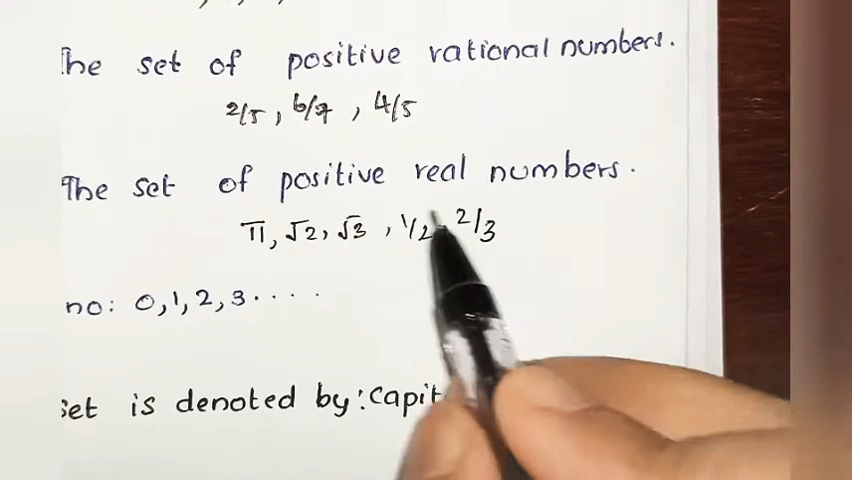 The set of positive rational numbers.
2/5, 6/7, 4/5
The set of positive real numbers.
π, √2, √3, 1/2, 2/3
no: 0, 1, 2, 3....
set is denoted by: